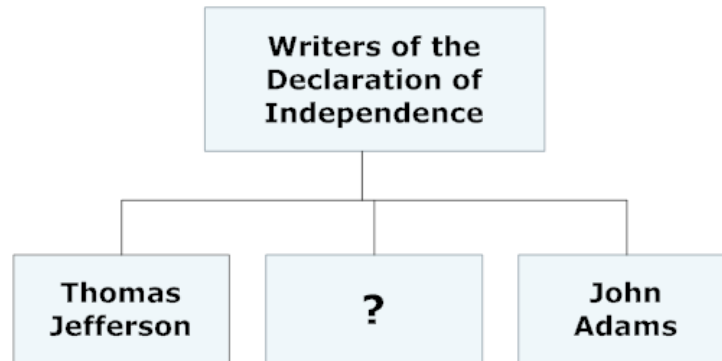 Writers of the
Declaration of
Independence
Thomas
Jefferson
?
John
Adams